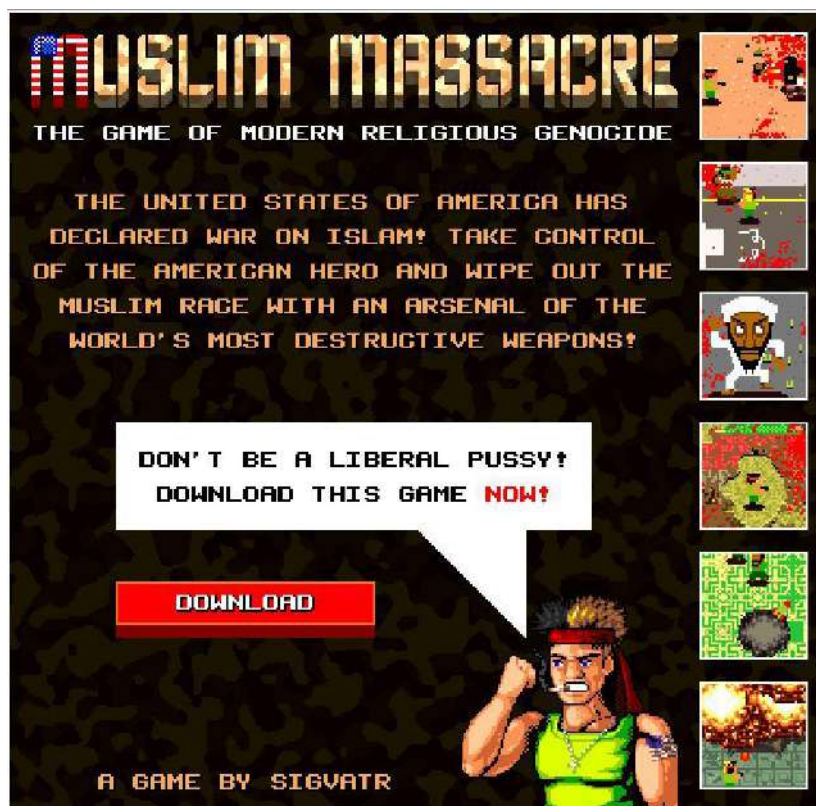 MUSLIM MASSACRE
THE GAME OF MODERN RELIGIOUS GENOCIDE
THE UNITED STATES OF AMERICA HAS
DECLARED WAR ON ISLAM! TAKE CONTROL
OF THE AMERICAN HERO AND WIPE OUT THE
MUSLIM RACE WITH AN ARSENAL OF THE
WORLD'S MOST DESTRUCTIVE WEAPONS!
DON'T BE A LIBERAL PUSSY!
DOWNLOAD THIS GAME NOW!
DOWNLOAD
A GAME BY SIGVATR